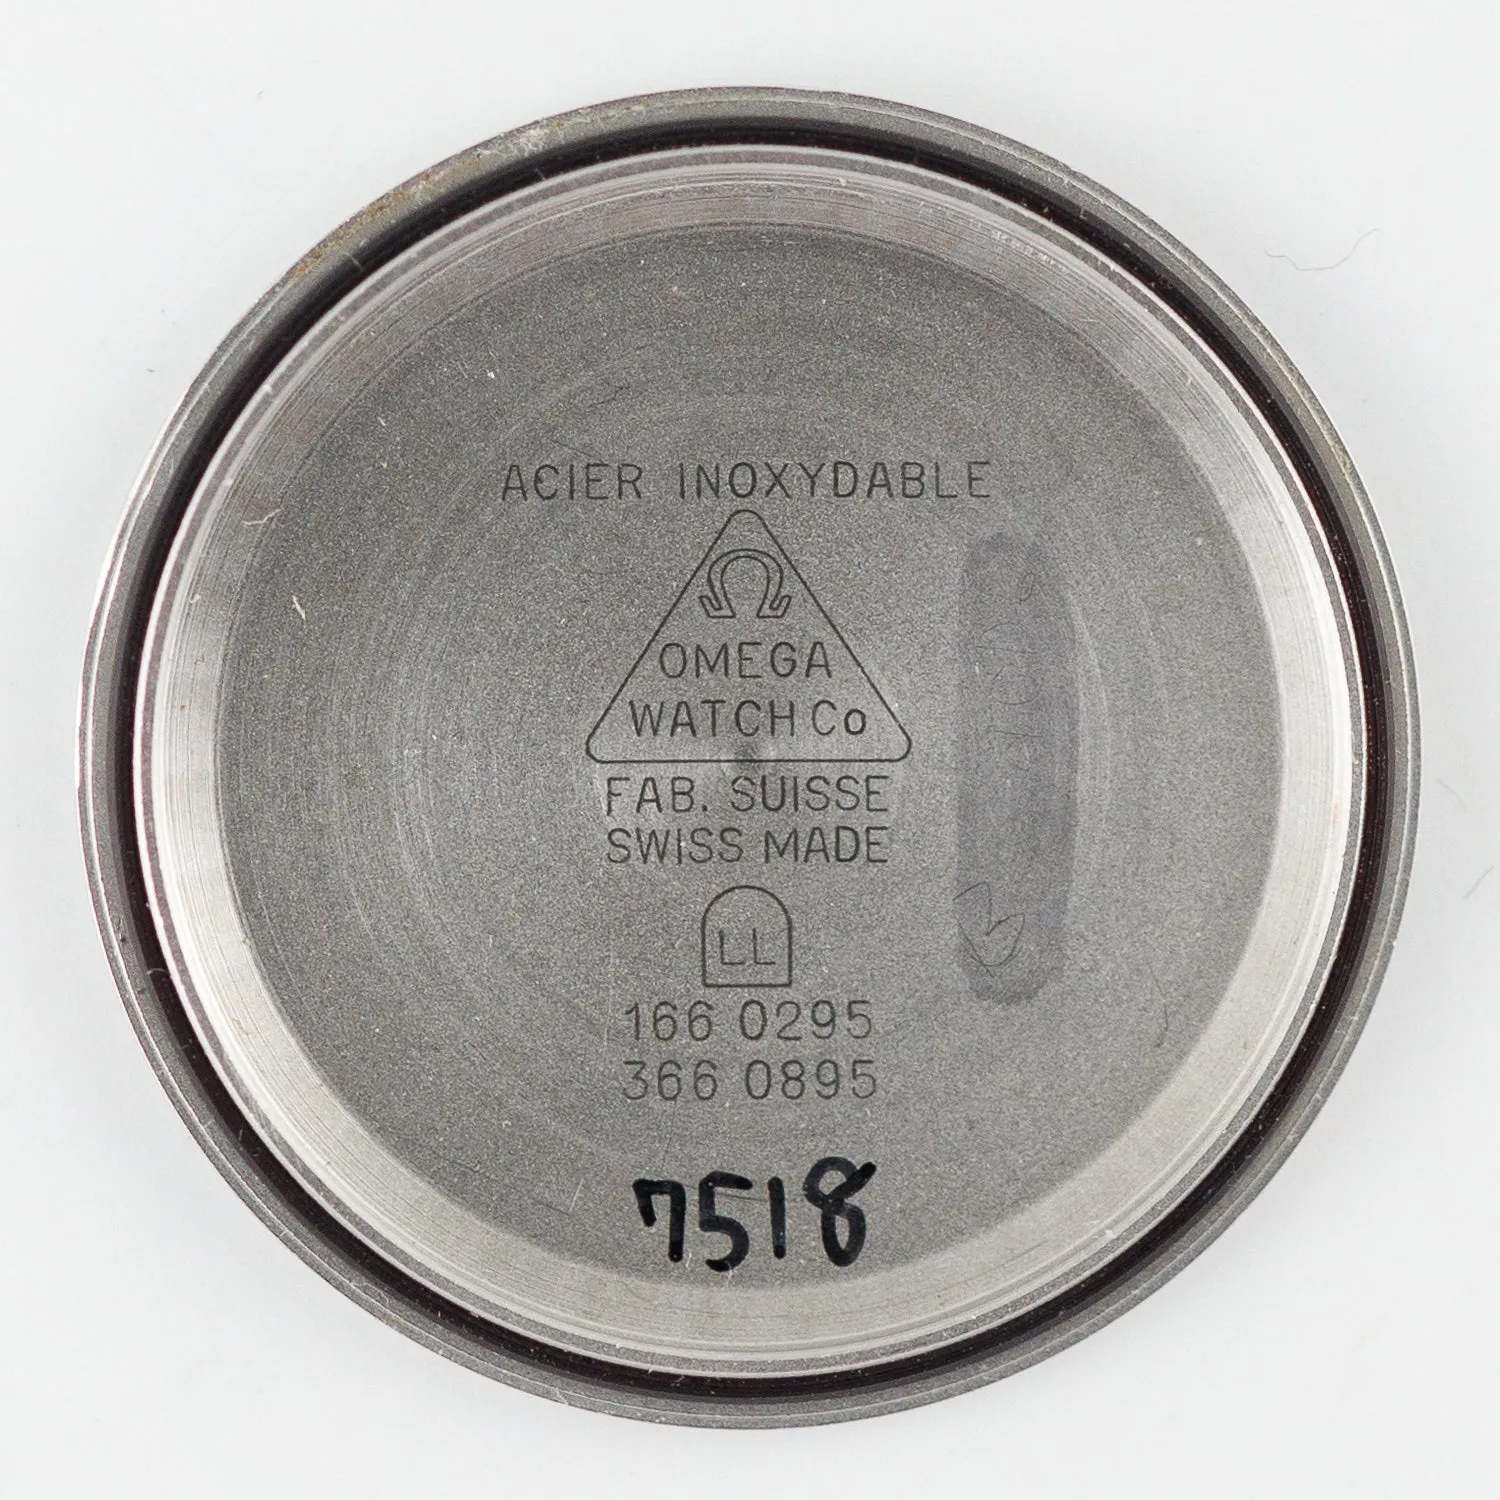 ACIER INOXYDABLE
Ω
OMEGA
WATCH Co
FAB. SUISSE
SWISS MADE
LL
166 0295
366 0895
7518